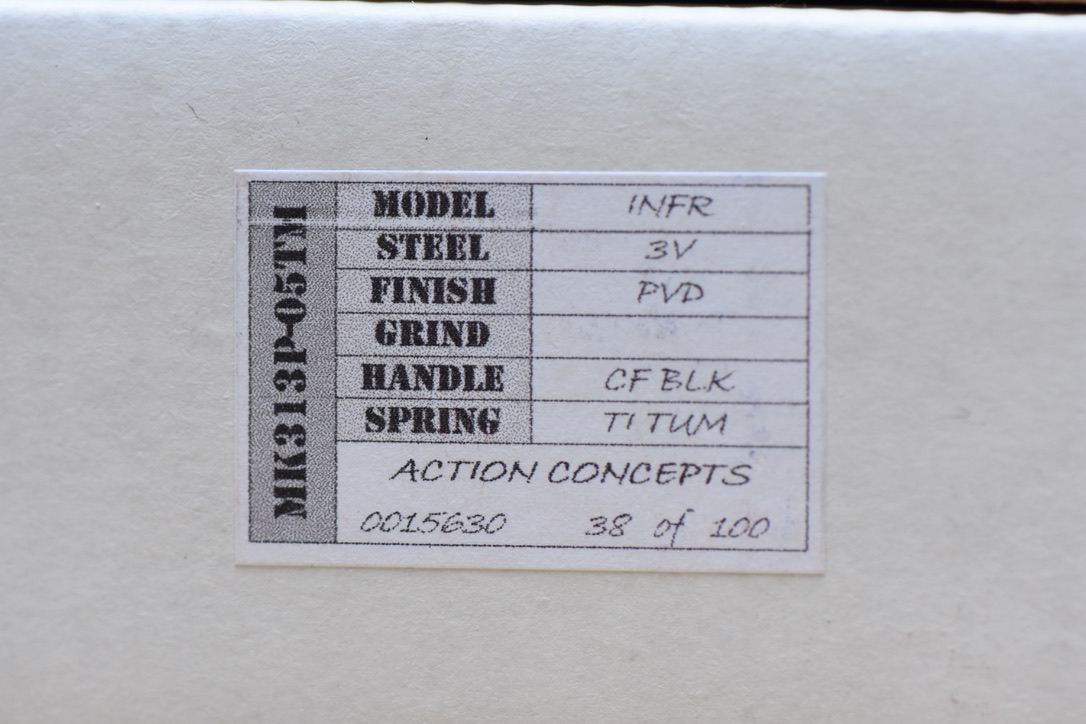 MK313P-05TM
MODEL INFR
STEEL 3V
FINISH PVD
GRIND
HANDLE CF BLK
SPRING TI TUM
ACTION CONCEPTS
0015630 38 of 100